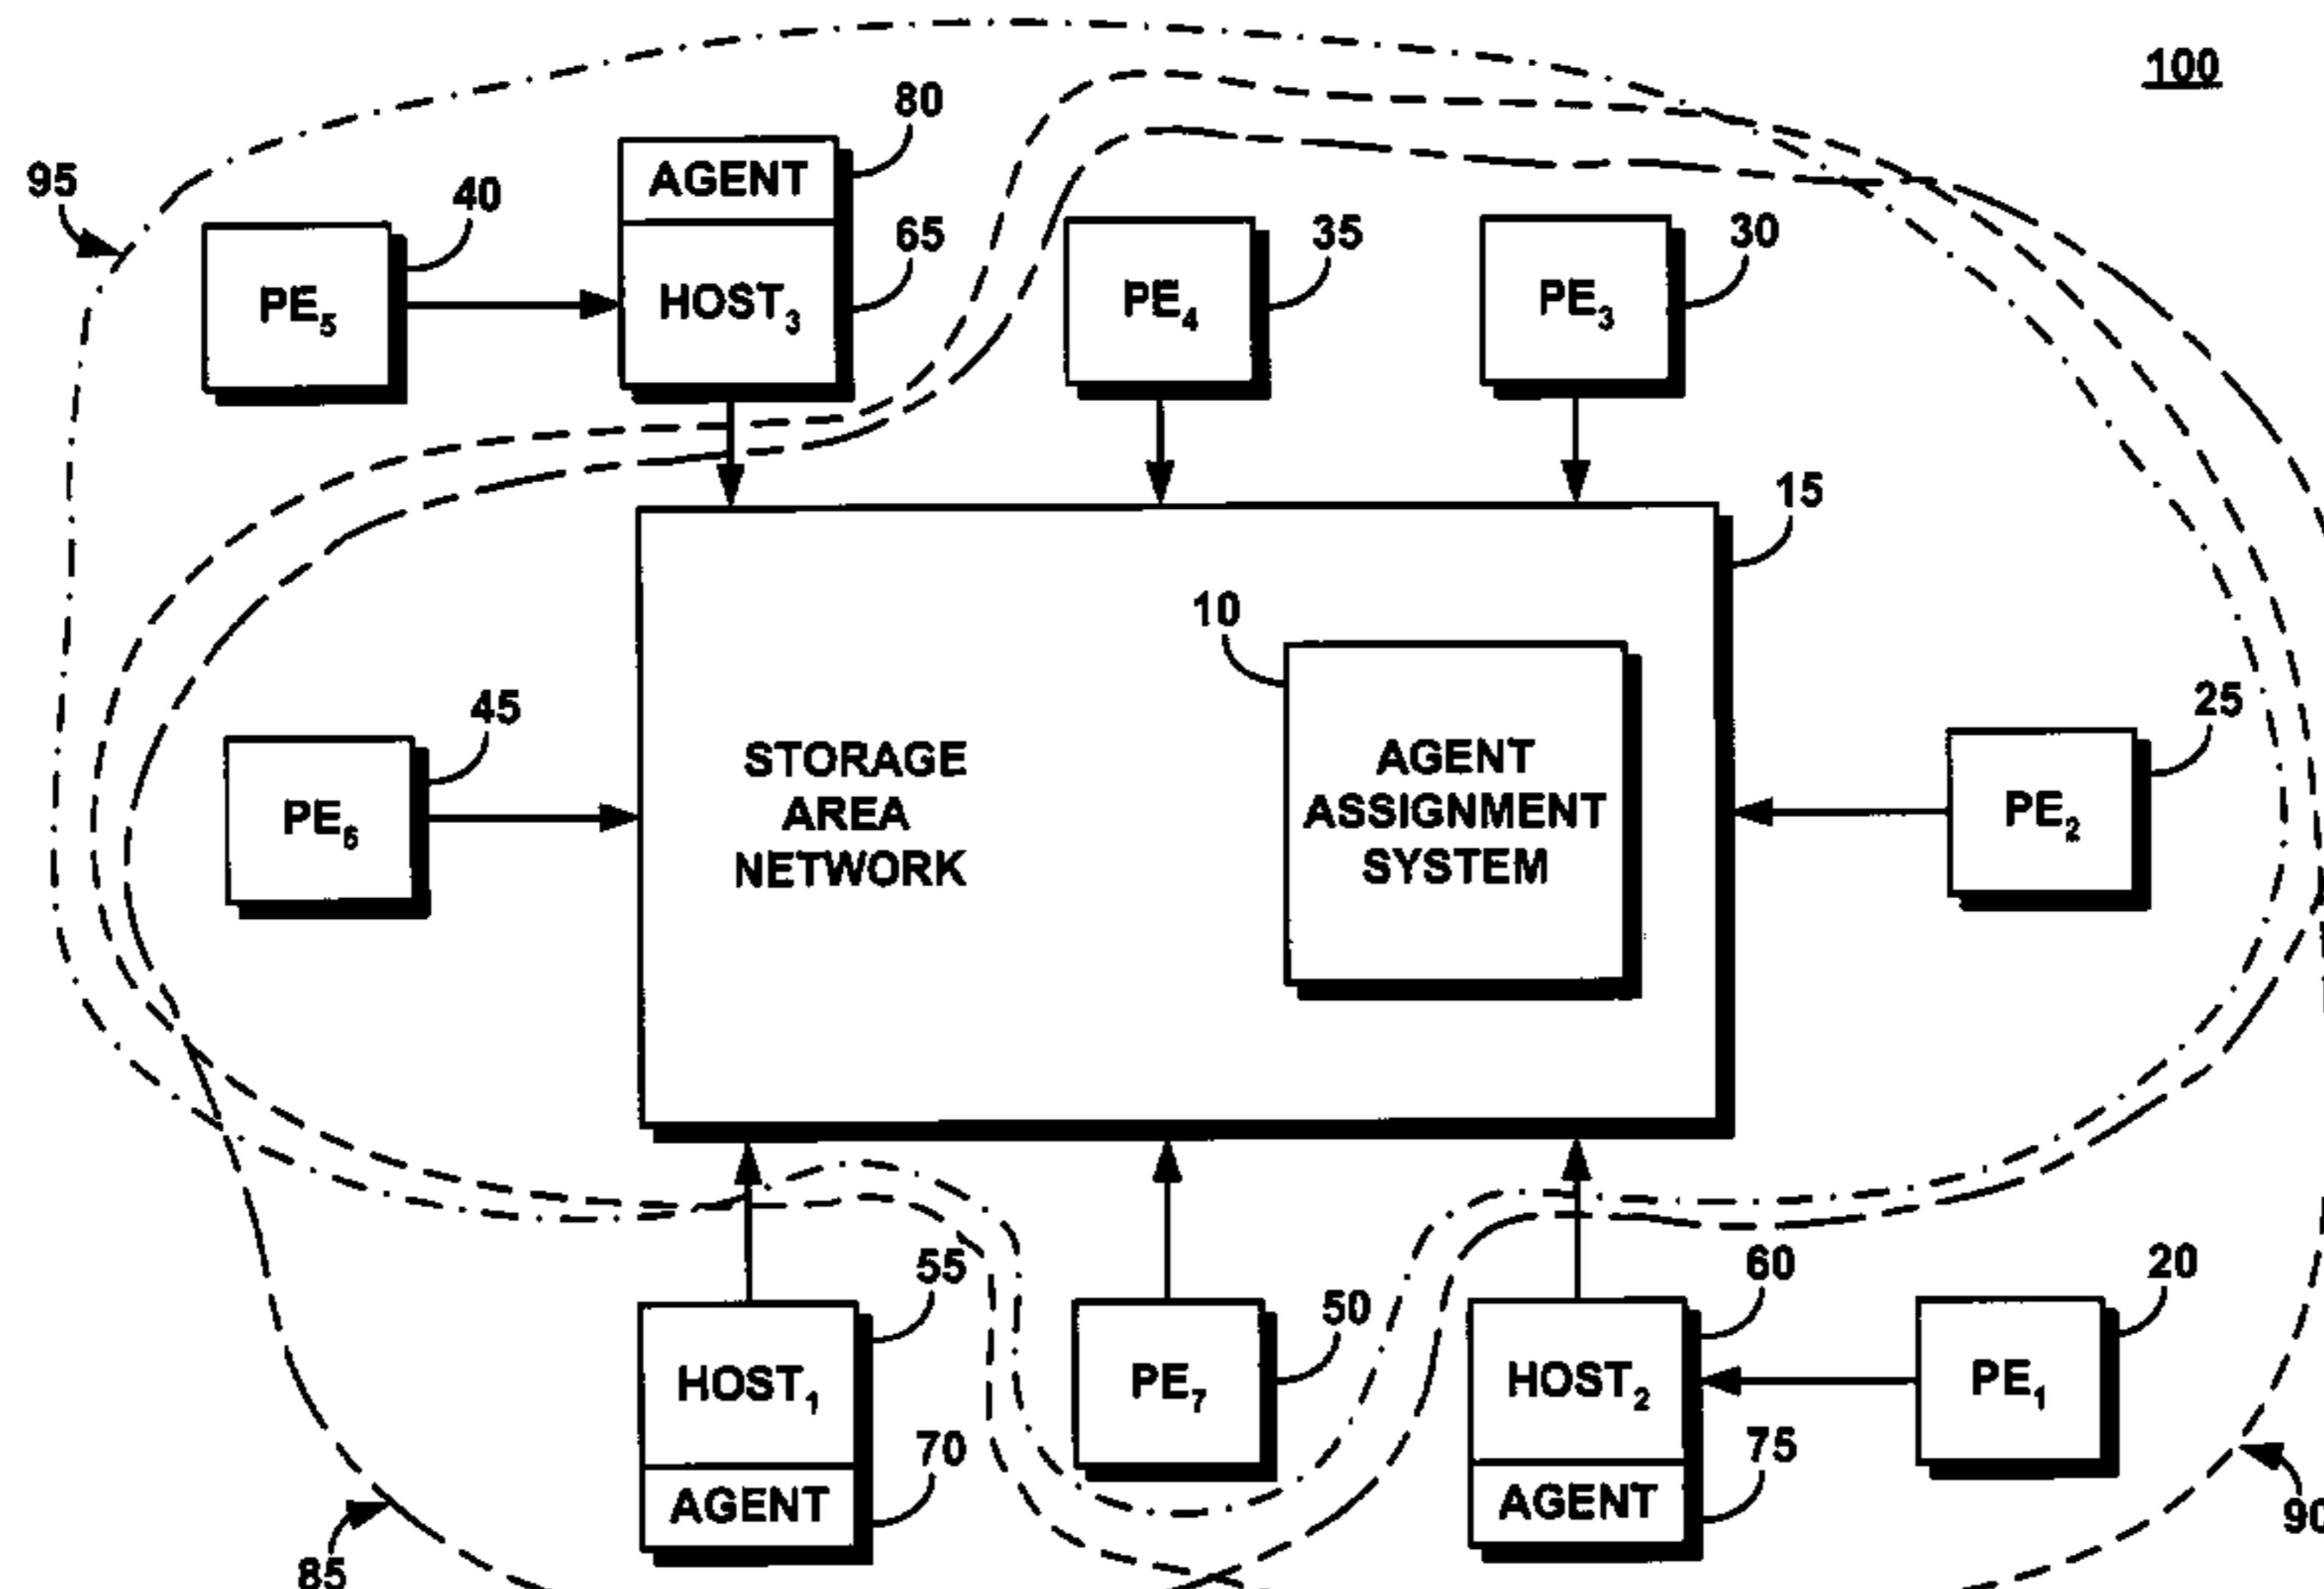 100
80
AGENT
95
40
65
35
30
PE5
HOST3
PE4
PE3
15
10
45
25
STORAGE
AREA
NETWORK
AGENT
ASSIGNMENT
SYSTEM
PE6
PE2
55
60
20
50
HOST1
PE7
HOST2
PE1
70
75
AGENT
AGENT
85
90